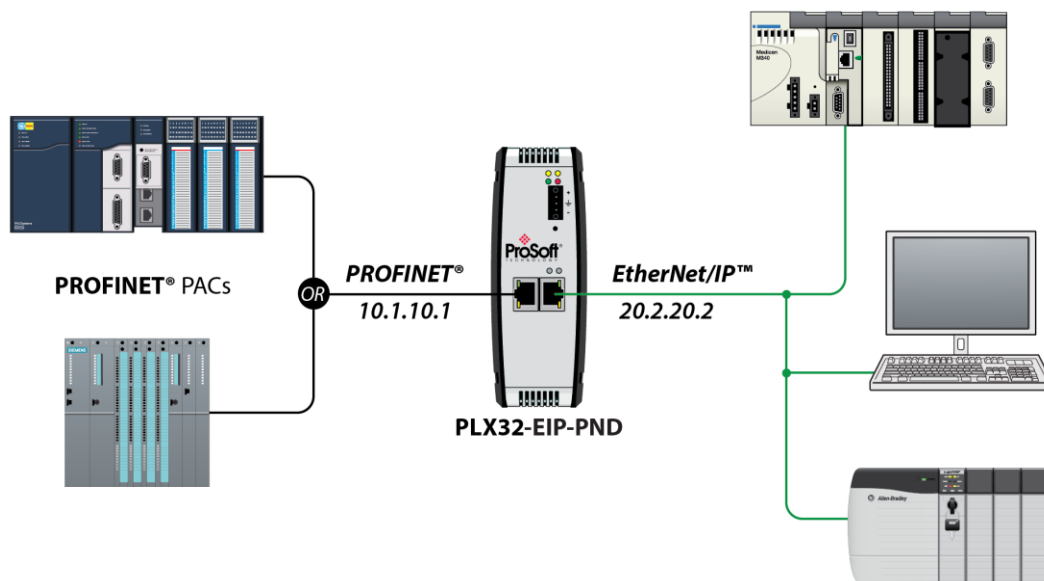 Modicon
M340
PROFINET® PACs
OR
PROFINET®
10.1.10.1
ProSoft®
TECHNOLOGY
+
-
EtherNet/IP™
20.2.20.2
SIEMENS
PLX32-EIP-PND
Allen-Bradley